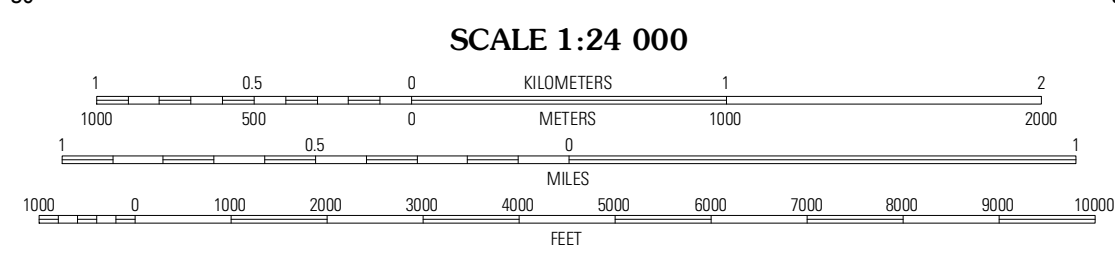 SCALE 1:24 000
1 0.5 0 KILOMETERS 1 2
1000 500 0 METERS 1000 2000
1 0.5 0 1
MILES
1000 0 1000 2000 3000 4000 5000 6000 7000 8000 9000 10000
FEET